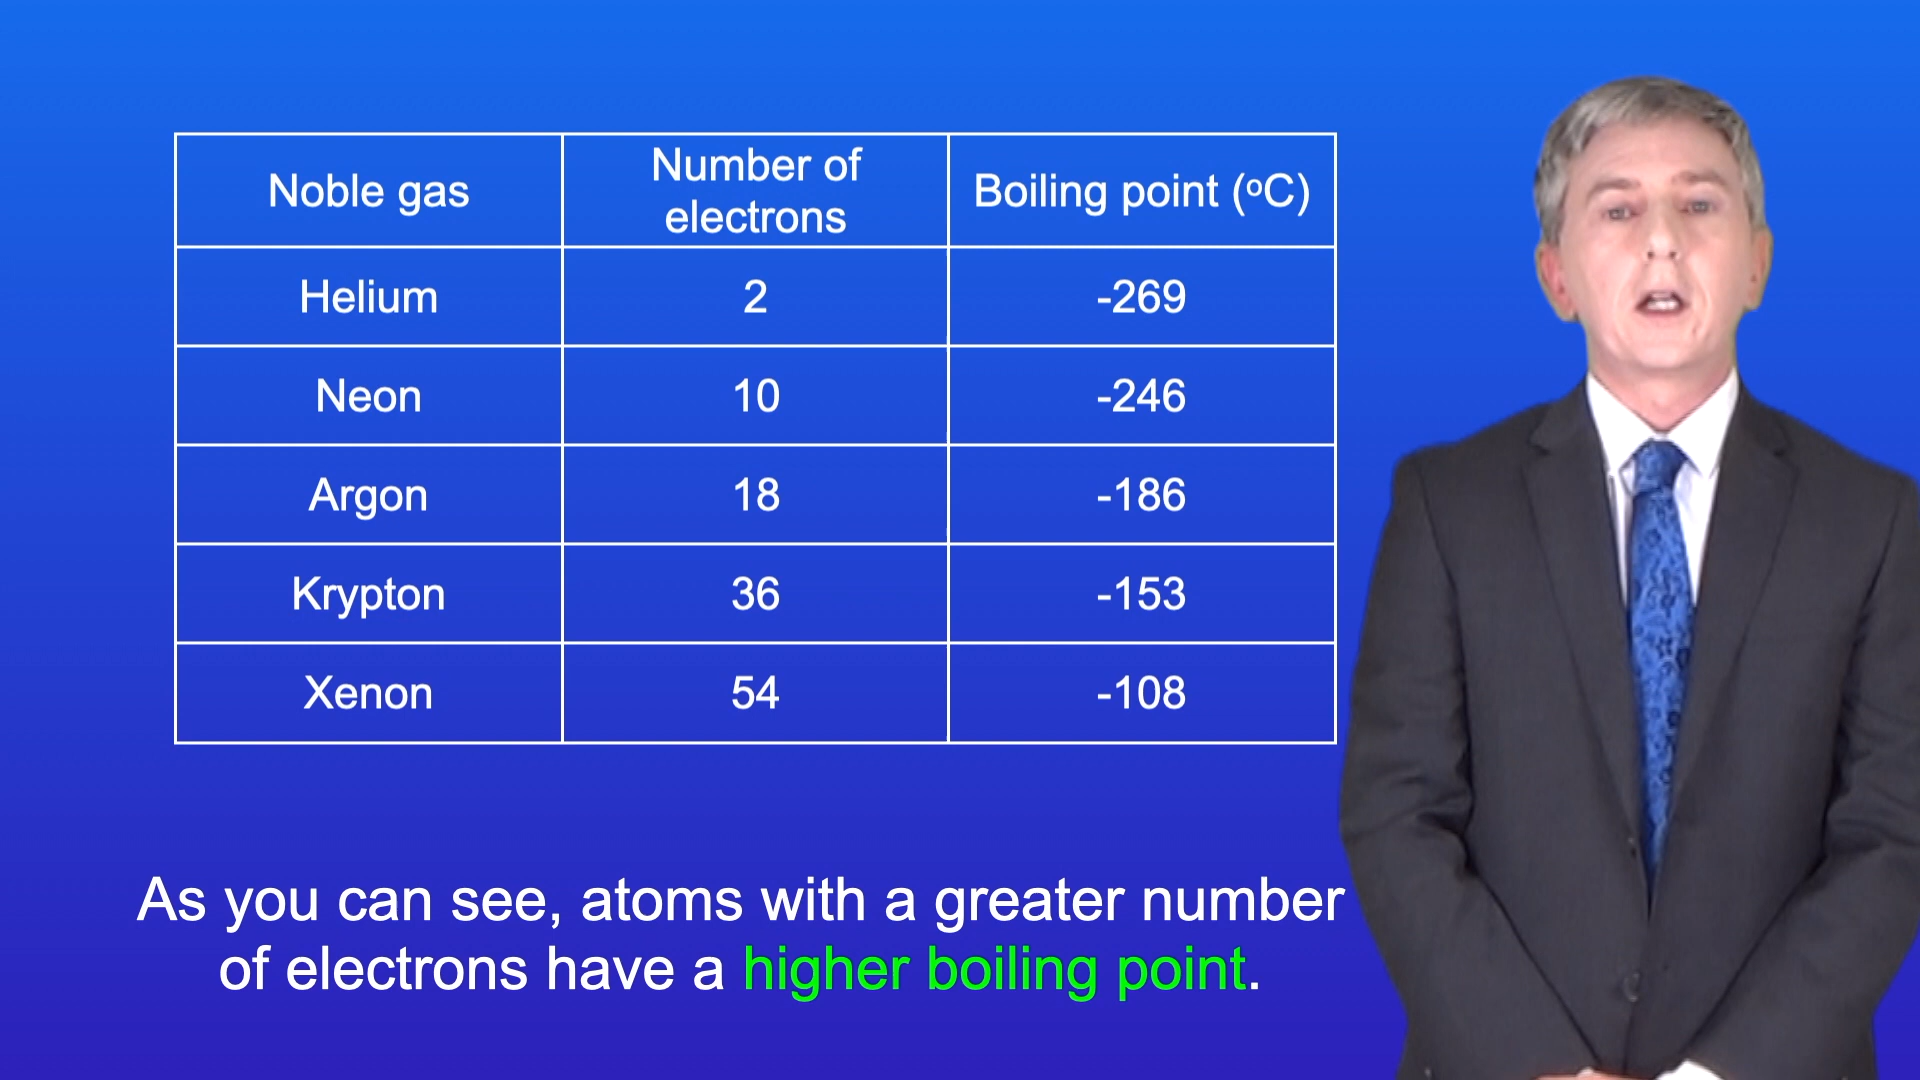 Noble gas
Number of
electrons
Boiling point (ºC)
Helium
2
-269
Neon
10
-246
Argon
18
-186
Krypton
36
-153
Xenon
54
-108
As you can see, atoms with a greater number
of electrons have a higher boiling point.